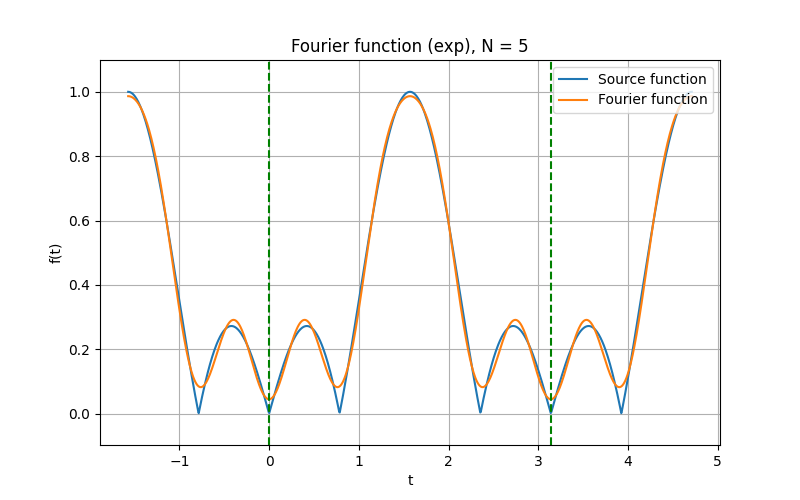 Fourier function (exp), N = 5
Source function
Fourier function
1.0
0.8
0.6
0.4
0.2
0.0
f(t)
−1
0
1
2
3
4
5
t